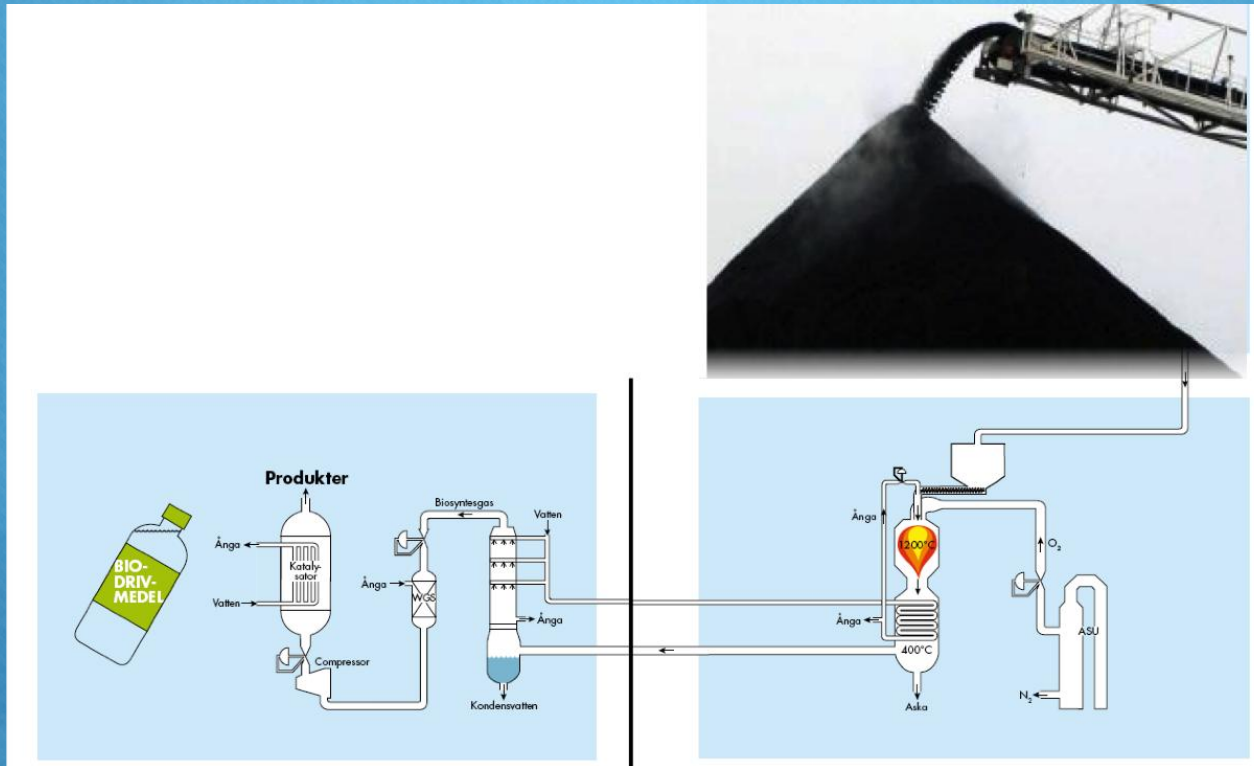 Produkter
Ånga
Kataly-
sator
Vatten
BIO-
DRIV-
MEDEL
Compressor
Biosyntesgas
Ånga
WGS
Vatten
Ånga
Kondensvatten
Ånga
1200°C
Ånga
400°C
Aska
O₂
ASU
N₂